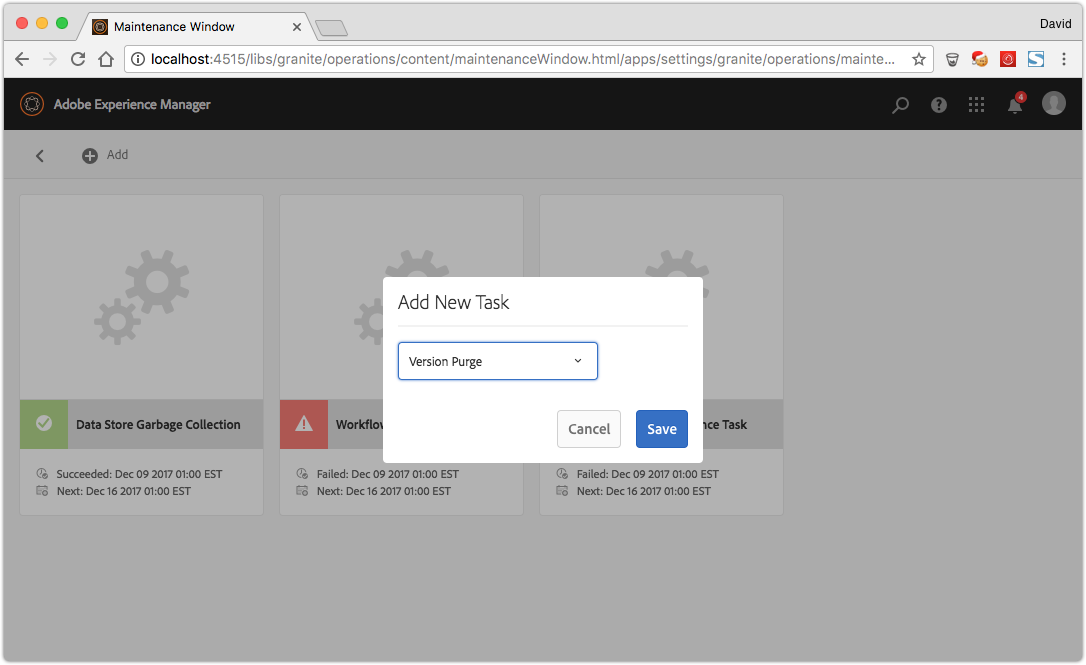 Maintenance Window
David
localhost:4515/libs/granite/operations/content/maintenanceWindow.html/apps/settings/granite/operations/mainte...
Adobe Experience Manager
4
Add
Add New Task
Version Purge
Cancel
Save
Data Store Garbage Collection
Succeeded: Dec 09 2017 01:00 EST
Next: Dec 16 2017 01:00 EST
Workflow
Failed: Dec 09 2017 01:00 EST
Next: Dec 16 2017 01:00 EST
Task
Failed: Dec 09 2017 01:00 EST
Next: Dec 16 2017 01:00 EST